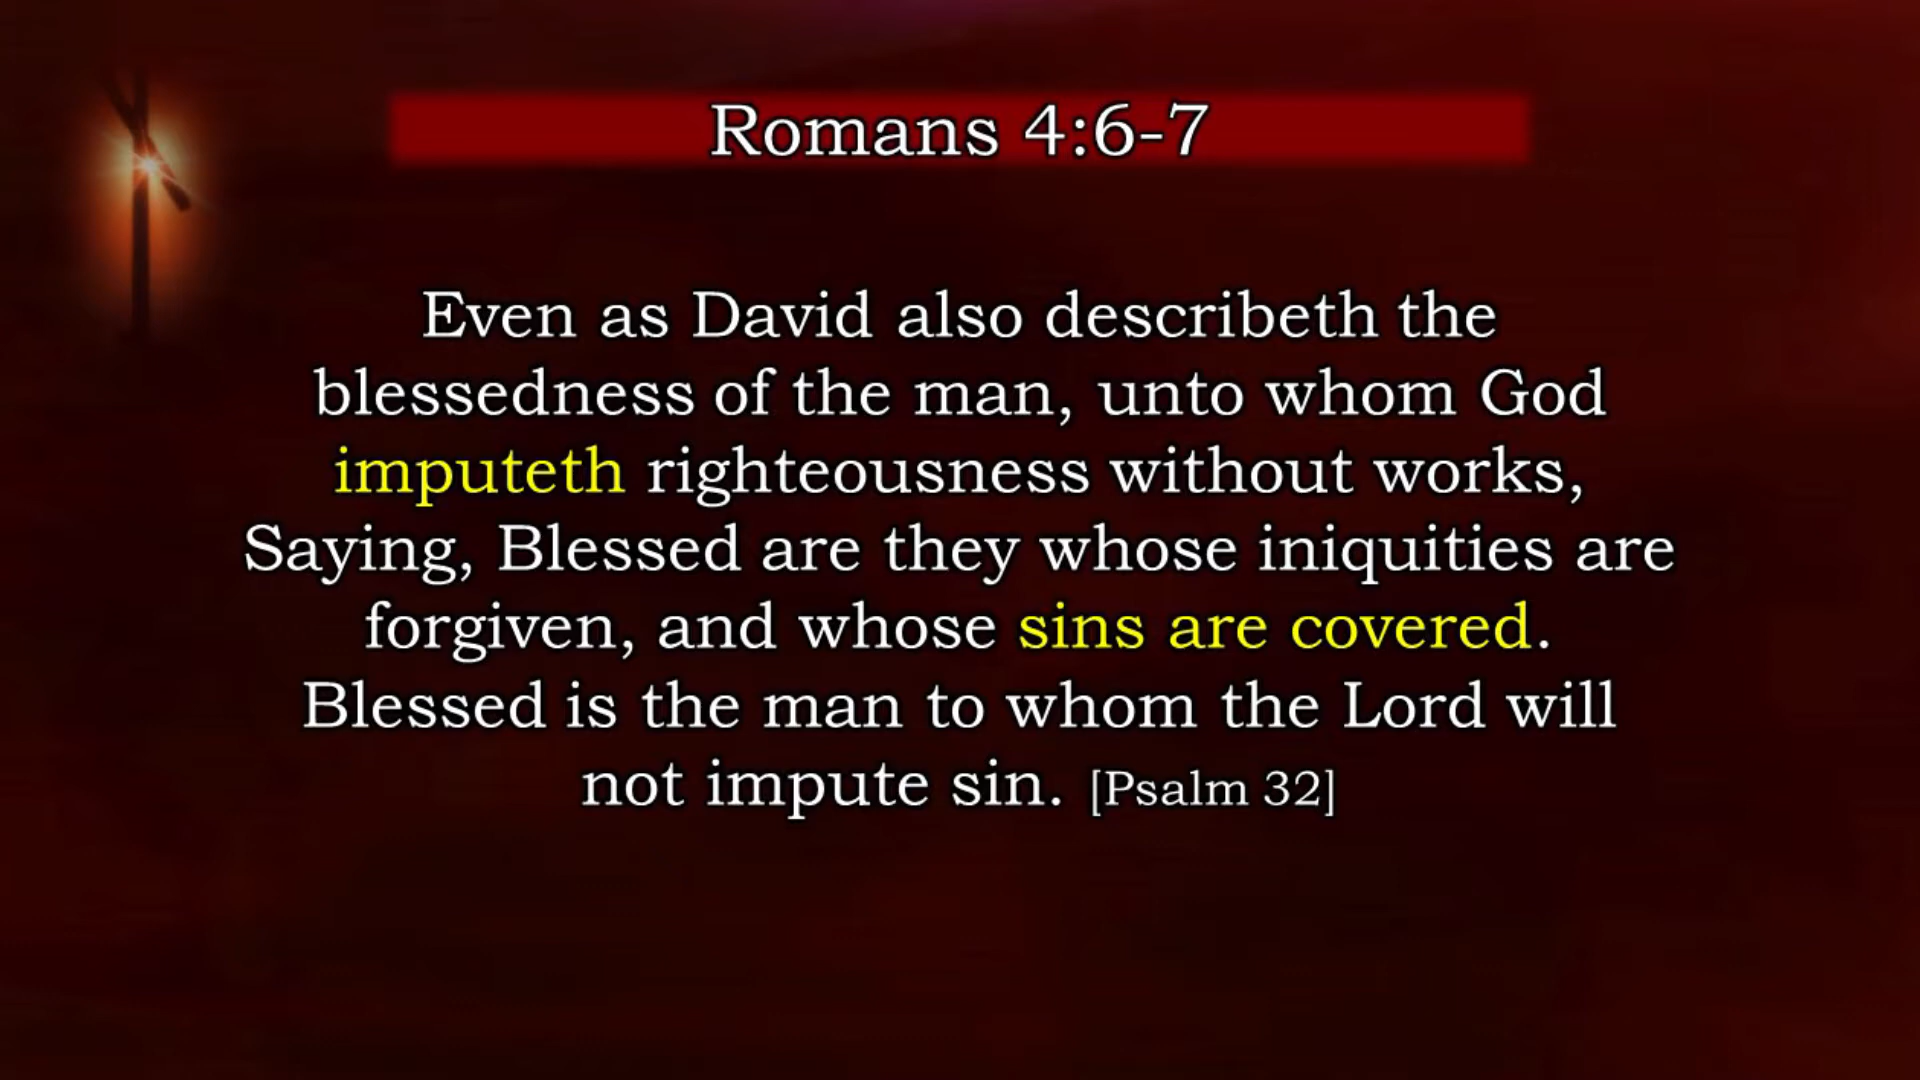 Romans 4:6-7
Even as David also describeth the
blessedness of the man, unto whom God
imputeth righteousness without works,
Saying, Blessed are they whose iniquities are
forgiven, and whose sins are covered.
Blessed is the man to whom the Lord will
not impute sin. [Psalm 32]